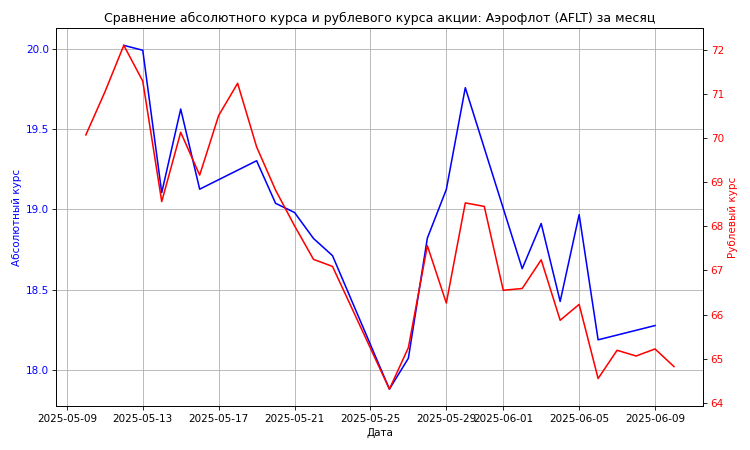 Сравнение абсолютного курса и рублевого курса акции: Аэрофлот (AFLT) за месяц
Абсолютный курс
20.0
19.5
19.0
18.5
18.0
72
71
70
69
68
67
66
65
64
Рублевый курс
2025-05-09 2025-05-13 2025-05-17 2025-05-21 2025-05-25 2025-05-29 2025-06-01 2025-06-05 2025-06-09
Дата